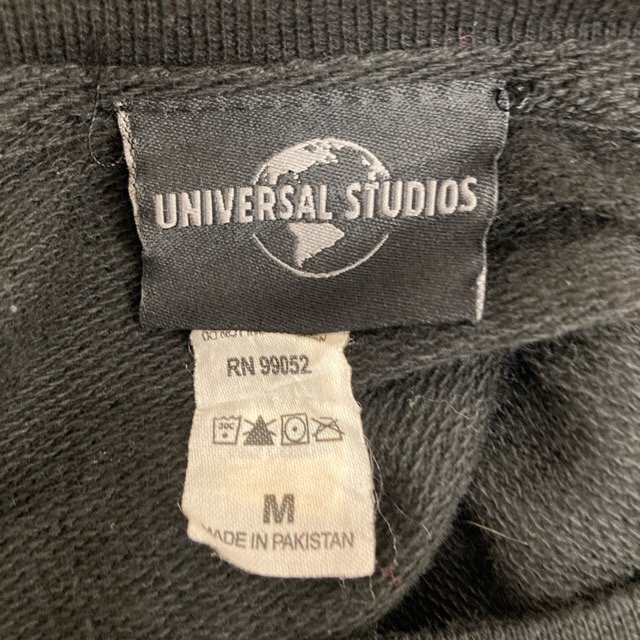 UNIVERSAL STUDIOS
RN 99052
M
MADE IN PAKISTAN